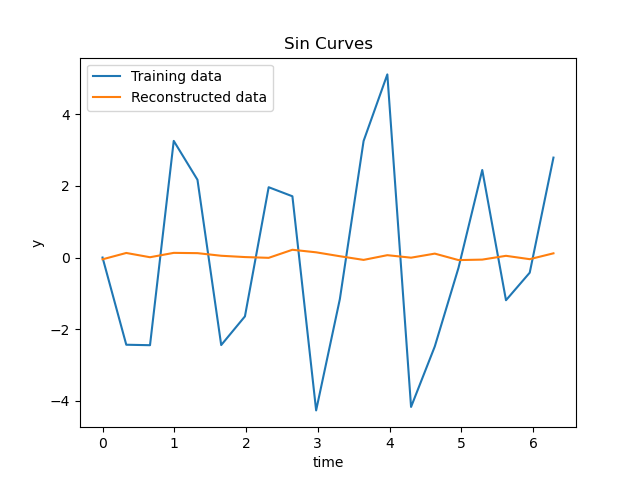 Sin Curves
Training data
Reconstructed data
4
2
0
−2
−4
y
0 1 2 3 4 5 6
time